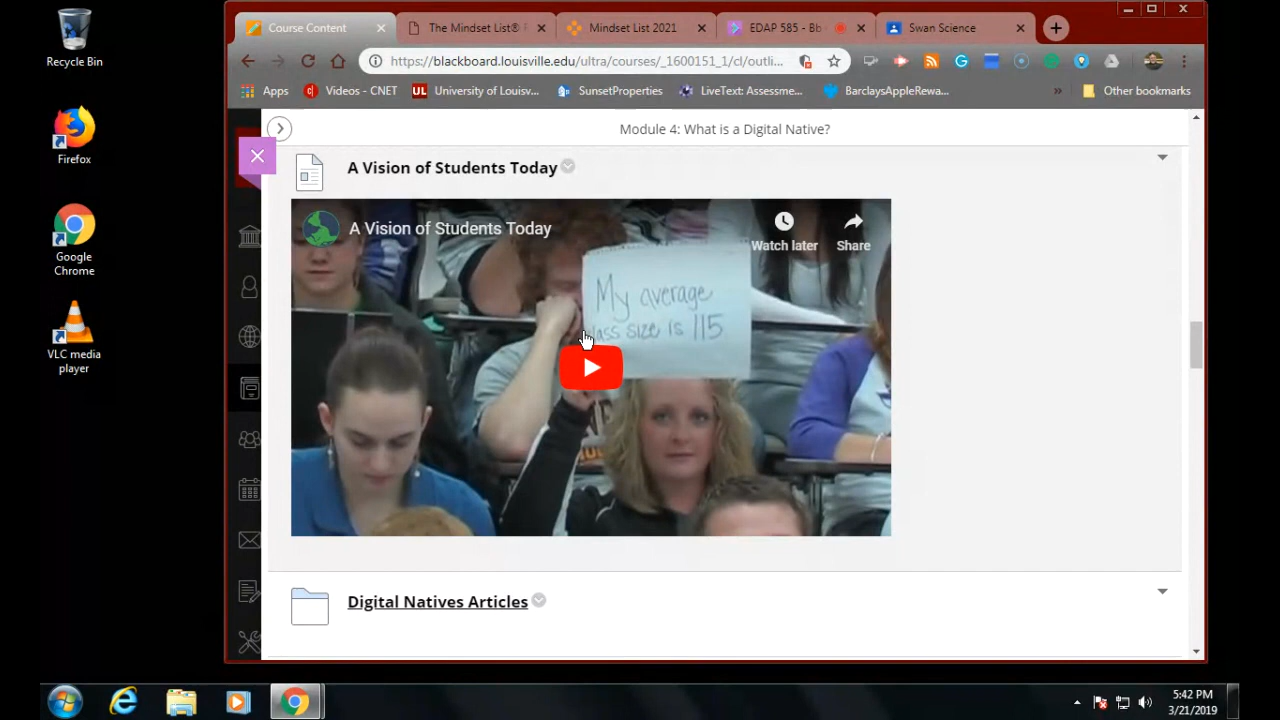 Recycle Bin
Firefox
Google
Chrome
VLC media
player
Course Content
The Mindset List® F
Mindset List 2021
EDAP 585 - Bb
Swan Science
https://blackboard.louisville.edu/ultra/courses/_1600151_1/cl/outli...
Apps
Videos - CNET
UL University of Louisv...
SunsetProperties
LiveText: Assessme...
BarclaysAppleRewa...
» Other bookmarks
Module 4: What is a Digital Native?
A Vision of Students Today
A Vision of Students Today
Watch later
Share
My average
class size is 115
Digital Natives Articles
5:42 PM
3/21/2019